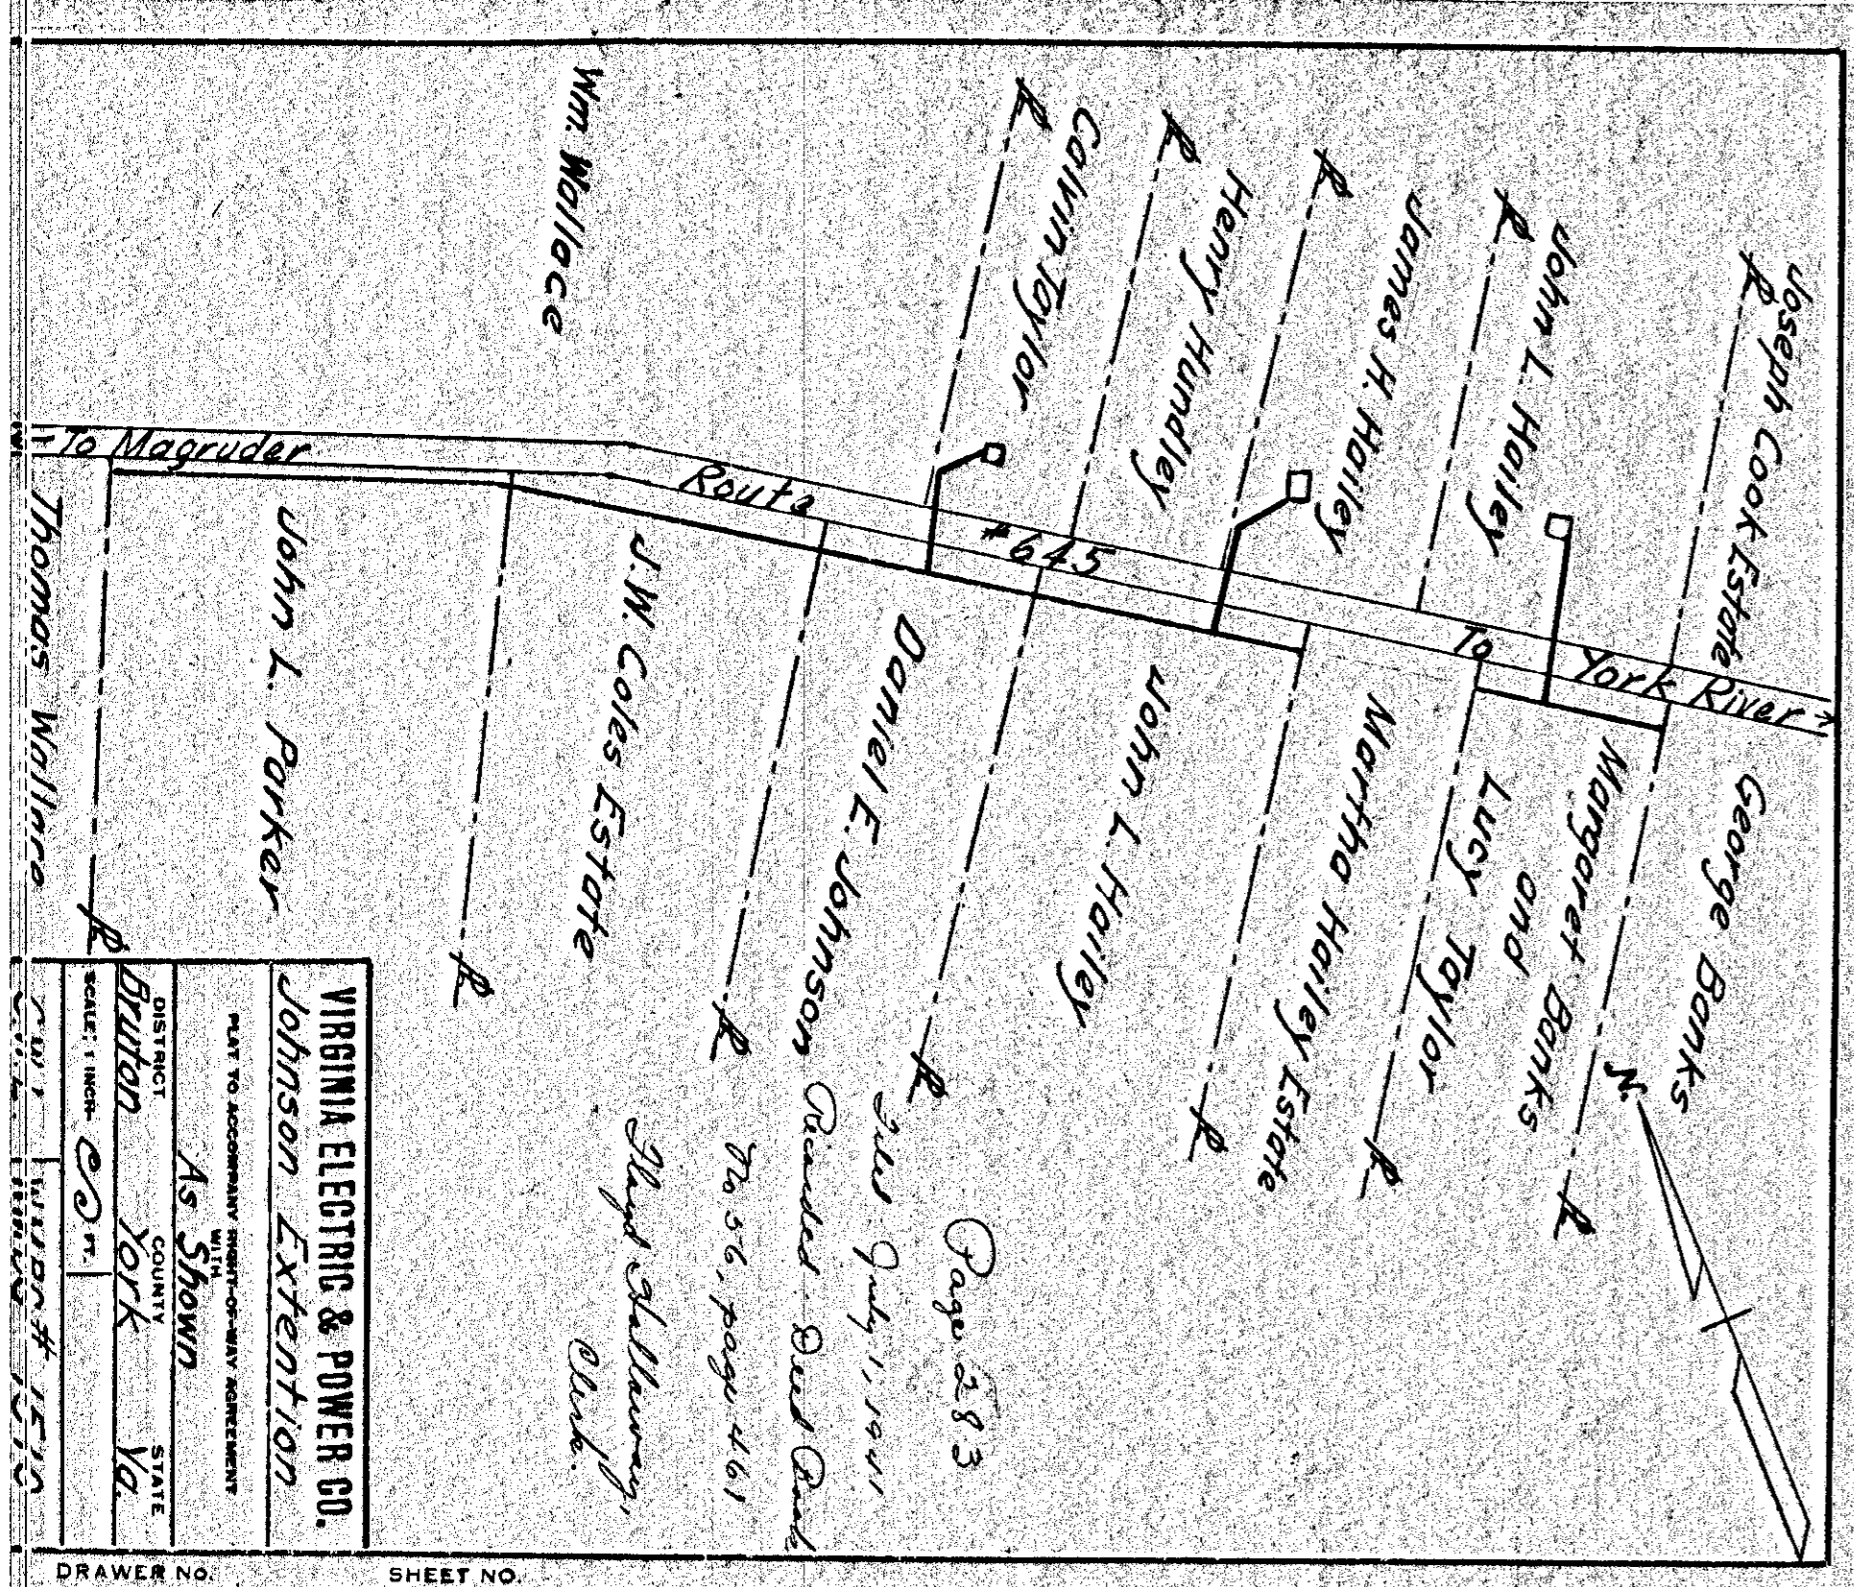 Wm. Wallace
Calvin Taylor
Henry Hundley
James H. Hailey
John L. Hailey
Joseph Cook Estate
To Magruder
Route
#645
To
York River
Thomas Wallace
John L. Parker
J.W. Coles Estate
Daniel E. Johnson
John L. Hailey
Martha Hailey Estate
Lucy Taylor
and
Margaret Banks
George Banks
N.
Page 283
Filed July 1, 1941
Recorded Deed Book
No 56, page 461
Floyd Holloway,
Clerk.
VIRGINIA ELECTRIC & POWER CO.
Johnson Extention
PLAT TO ACCOMPANY RIGHT-OF-WAY AGREEMENT
WITH
As Shown
DISTRICT COUNTY STATE
Bruton York Va.
SCALE: 1 INCH= FT.
DRAWER NO. SHEET NO.